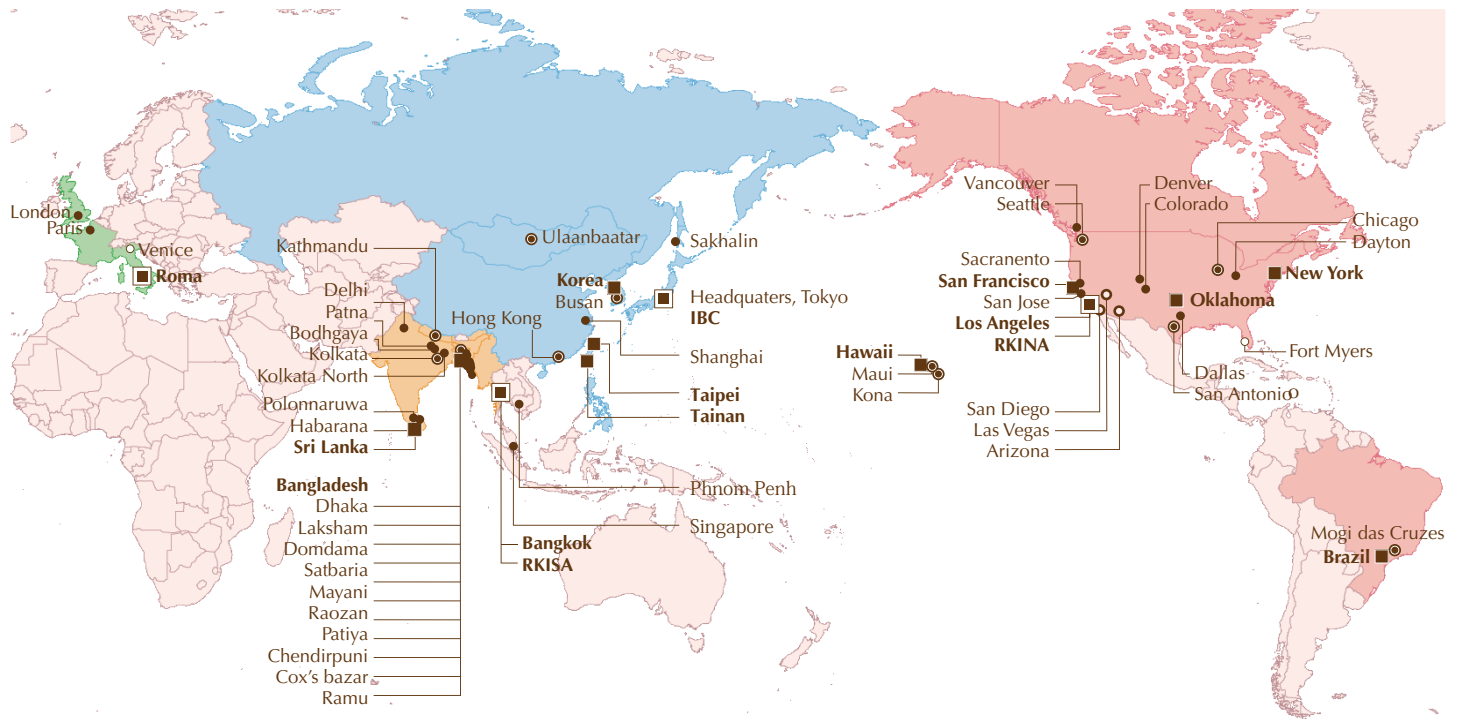 London
Paris
Venice
Roma
Kathmandu
Delhi
Patna
Bodhgaya
Kolkata
Kolkata North
Polonnaruwa
Habarana
Sri Lanka
Bangladesh
Dhaka
Laksham
Domdama
Satbaria
Mayani
Raozan
Patiya
Chendirpuni
Cox's bazar
Ramu
Ulaanbaatar
Sakhalin
Korea
Busan
Headquaters, Tokyo
IBC
Hong Kong
Shanghai
Taipei
Tainan
Phnom Penh
Singapore
Bangkok
RKISA
Hawaii
Maui
Kona
Vancouver
Seattle
Sacranento
San Francisco
San Jose
Los Angeles
RKINA
San Diego
Las Vegas
Arizona
Denver
Colorado
Chicago
Dayton
New York
Oklahoma
Fort Myers
Dallas
San Antonio
Mogi das Cruzes
Brazil